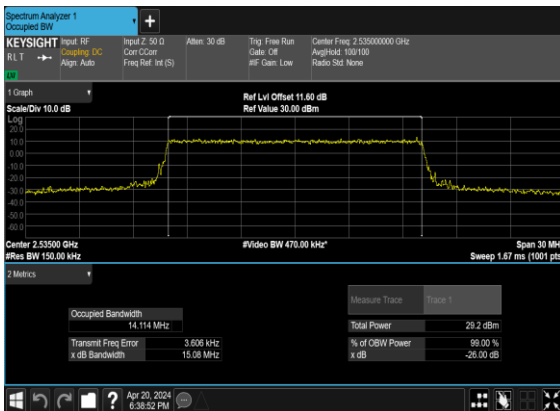 Spectrum Analyzer 1
Occupied BW
+
KEYSIGHT Input: RF Input Z: 50 Ω Atten: 30 dB Trig: Free Run Center Freq: 2.535000000 GHz
RLT Coupling: DC Corr CCorr Gate: Off Avg|Hold: 100/100
Align: Auto Freq Ref: Int (S) #IF Gain: Low Radio Std: None
LW
1 Graph
Ref Lvl Offset 11.60 dB
Scale/Div 10.0 dB Ref Value 30.00 dBm
Log
20.0
10.0
0.00
-10.0
-20.0
-30.0
-40.0
-50.0
-60.0
Center 2.53500 GHz #Video BW 470.00 kHz* Span 30 MH
#Res BW 150.00 kHz Sweep 1.67 ms (1001 pts
2 Metrics
Measure Trace Trace 1
Occupied Bandwidth
14.114 MHz Total Power 29.2 dBm
Transmit Freq Error 3.606 kHz % of OBW Power 99.00 %
x dB Bandwidth 15.08 MHz x dB -26.00 dB
? Apr 20, 2024
6:38:52 PM